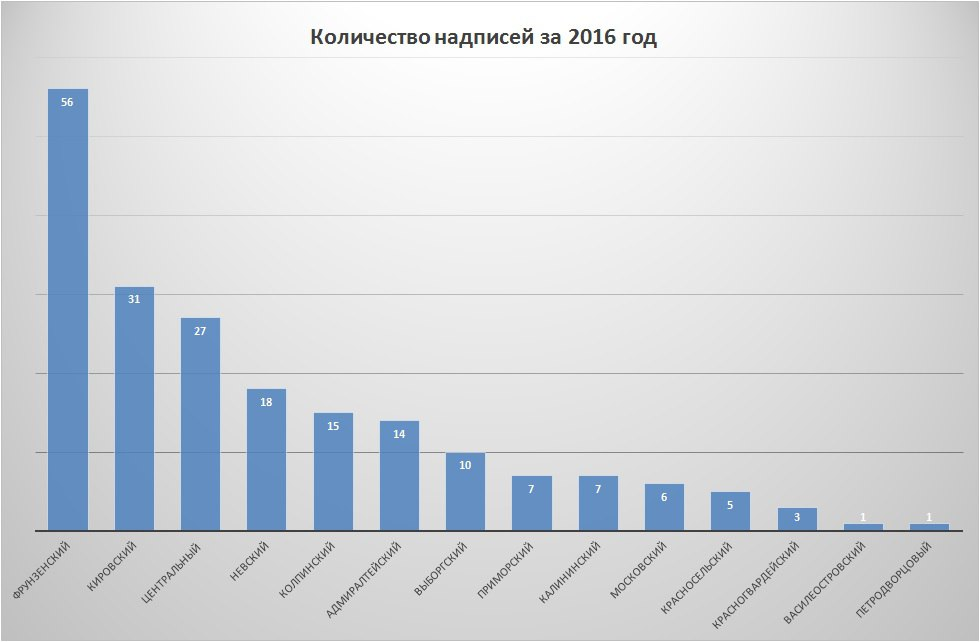 Количество надписей за 2016 год
56
31
27
18
15
14
10
7
7
6
5
3
1
1
ФРУНЗЕНСКИЙ
КИРОВСКИЙ
ЦЕНТРАЛЬНЫЙ
НЕВСКИЙ
КОЛПИНСКИЙ
АДМИРАЛТЕЙСКИЙ
ВЫБОРГСКИЙ
ПРИМОРСКИЙ
КАЛИНИНСКИЙ
МОСКОВСКИЙ
КРАСНОСЕЛЬСКИЙ
КРАСНОГВАРДЕЙСКИЙ
ВАСИЛЕОСТРОВСКИЙ
ПЕТРОДВОРЦОВЫЙ